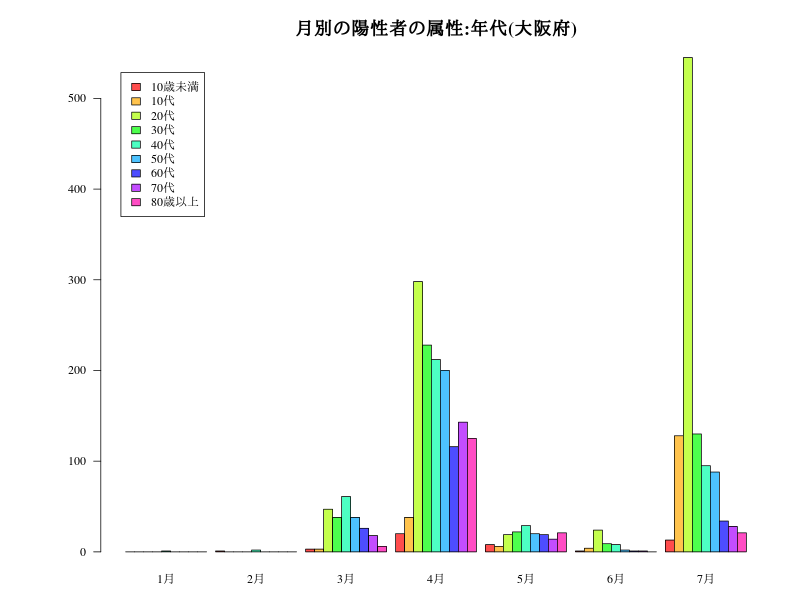 月別の陽性者の属性:年代(大阪府)
10歳未満
10代
20代
30代
40代
50代
60代
70代
80歳以上
500
400
300
200
100
0
1月 2月 3月 4月 5月 6月 7月